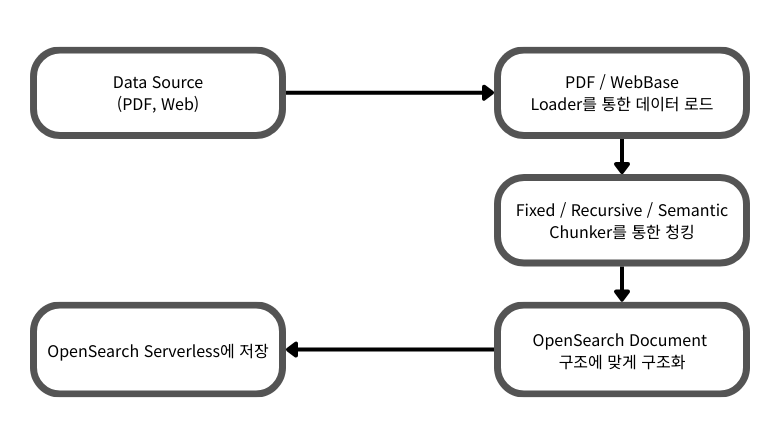 Data Source
(PDF, Web)
PDF / WebBase
Loader를 통한 데이터 로드
Fixed / Recursive / Semantic
Chunker를 통한 청킹
OpenSearch Document
구조에 맞게 구조화
OpenSearch Serverless에 저장